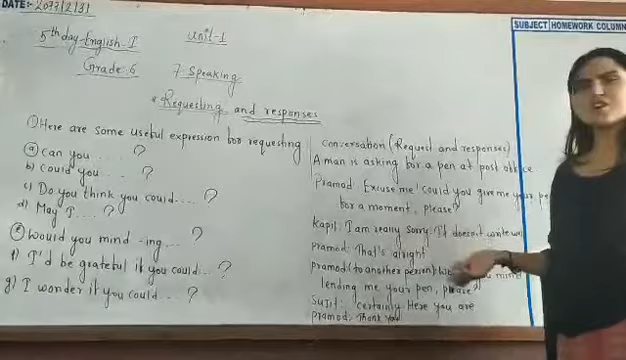 DATE:- 2077/2/31
SUBJECT HOMEWORK COLUMN
5th day-English-I
Unit-1
Grade:6
7-Speaking
* Requesting and responses
① Here are some useful expression for requesting
ⓐ Can you .... ?
b) Could you .... ?
c) Do you think you could.... ?
d) May I.... ?
ⓔ Would you mind -ing... ?
f) I'd be grateful if you could... ?
g) I wonder if you could.... ?
Conversation (Request and responses)
A man is asking for a pen at post office
Pramod: Excuse me! could you give me your pen
for a moment, please?
Kapil: I am really sorry. It doesn't write well
Pramod: That's alright
Pramod (to another person) you mind
lending me your pen, please?
Sujit: certainly Here you are
Pramod: Thank you